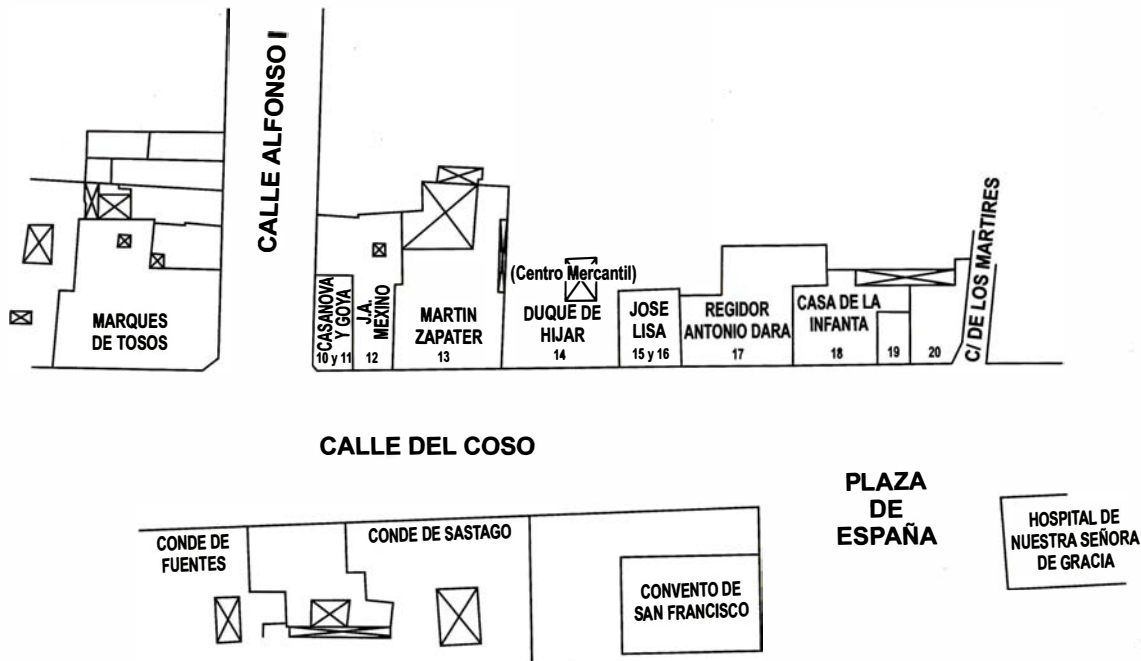 CALLE ALFONSO I
MARQUES
DE TOSOS
CASANOVA
Y GOYA
10 y 11
J.A.
MEXINO
12
MARTIN
ZAPATER
13
(Centro Mercantil)
DUQUE DE
HIJAR
14
JOSE
LISA
15 y 16
REGIDOR
ANTONIO DARA
17
CASA DE LA
INFANTA
18
19
20
C/ DE LOS MARTIRES
CALLE DEL COSO
PLAZA
DE
ESPAÑA
CONDE DE
FUENTES
CONDE DE SASTAGO
CONVENTO DE
SAN FRANCISCO
HOSPITAL DE
NUESTRA SEÑORA
DE GRACIA